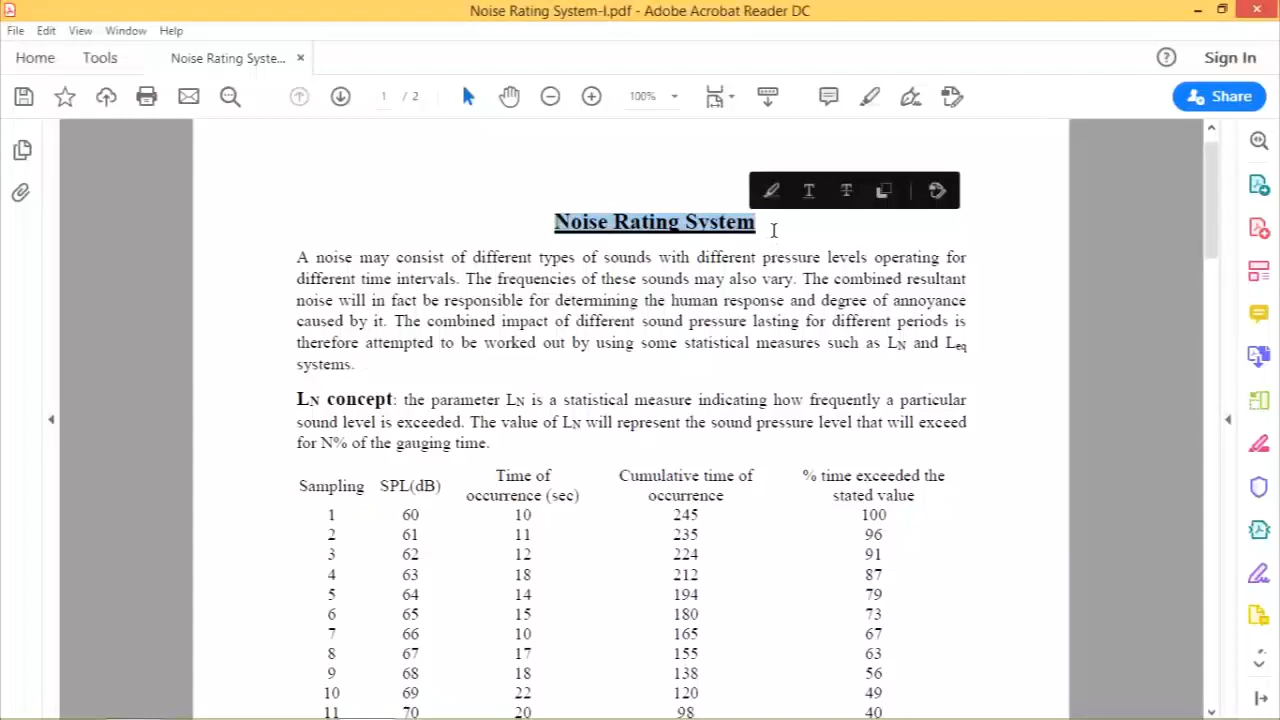 Noise Rating System-I.pdf - Adobe Acrobat Reader DC
File Edit View Window Help
Home Tools Noise Rating Syste... × Sign In
1 / 2 100% Share
Noise Rating System
A noise may consist of different types of sounds with different pressure levels operating for
different time intervals. The frequencies of these sounds may also vary. The combined resultant
noise will in fact be responsible for determining the human response and degree of annoyance
caused by it. The combined impact of different sound pressure lasting for different periods is
therefore attempted to be worked out by using some statistical measures such as LN and Leq
systems.
LN concept: the parameter LN is a statistical measure indicating how frequently a particular
sound level is exceeded. The value of LN will represent the sound pressure level that will exceed
for N% of the gauging time.
Sampling SPL(dB) Time of occurrence (sec) Cumulative time of occurrence % time exceeded the stated value
1 60 10 245 100
2 61 11 235 96
3 62 12 224 91
4 63 18 212 87
5 64 14 194 79
6 65 15 180 73
7 66 10 165 67
8 67 17 155 63
9 68 18 138 56
10 69 22 120 49
11 70 20 98 40